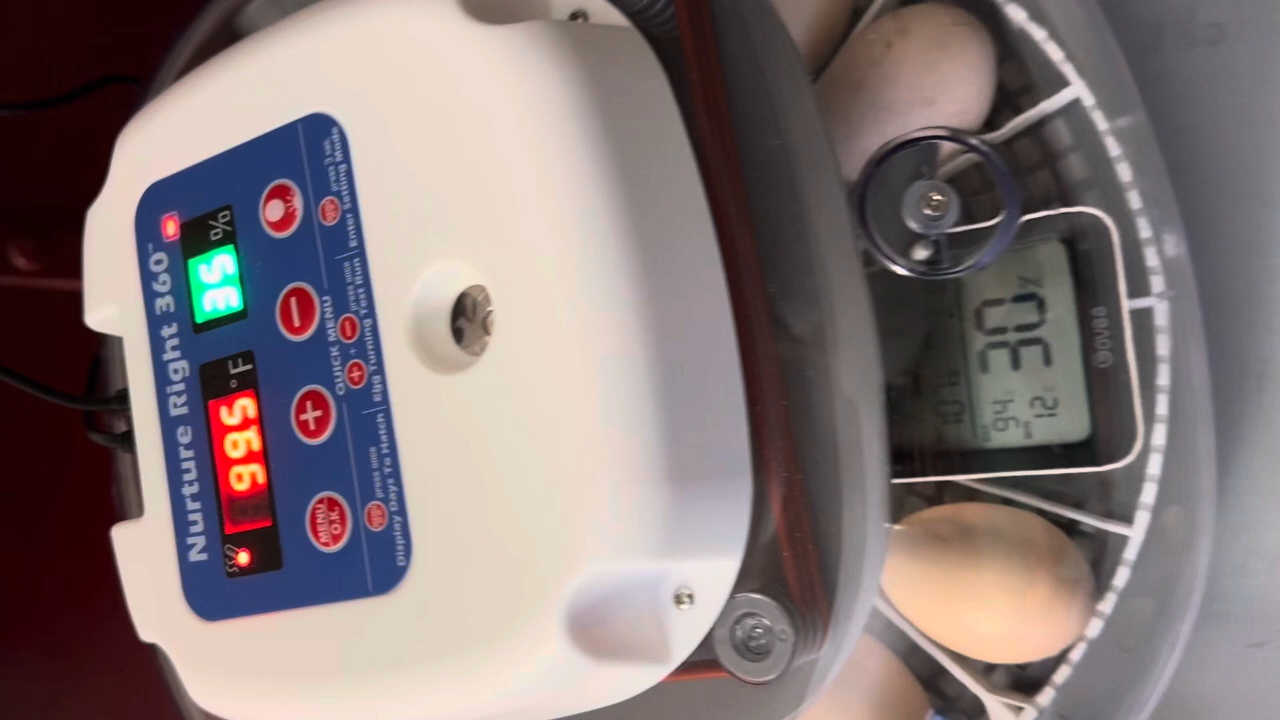 Nurture Right 360™
99.5 °F
35 %
MENU
O.K.
+
−
QUICK MENU
press once
Display Days To Hatch
+ + − press once
Egg Turning Test Run
press 3 sec.
Enter Setting Mode
30%
94
12
Govee